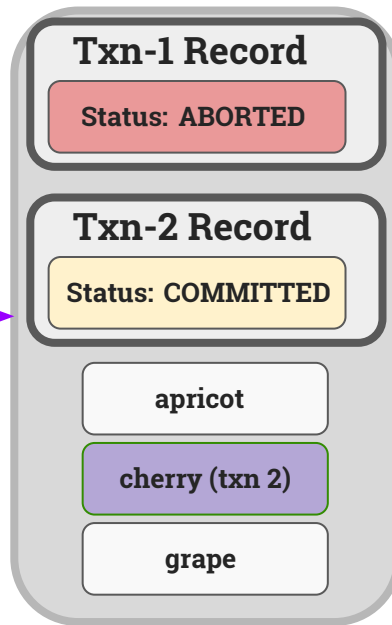 Txn-1 Record
Status: ABORTED
Txn-2 Record
Status: COMMITTED
apricot
cherry (txn 2)
grape